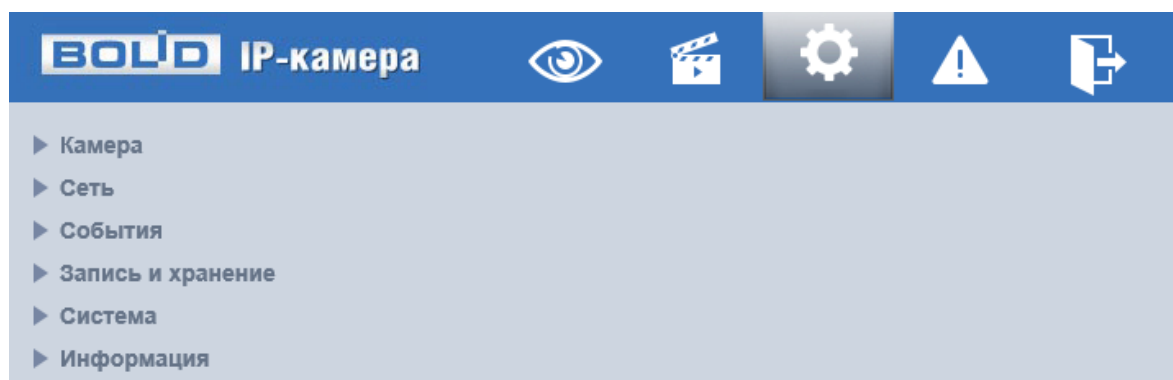 BOLID IP-камера
Камера
Сеть
События
Запись и хранение
Система
Информация